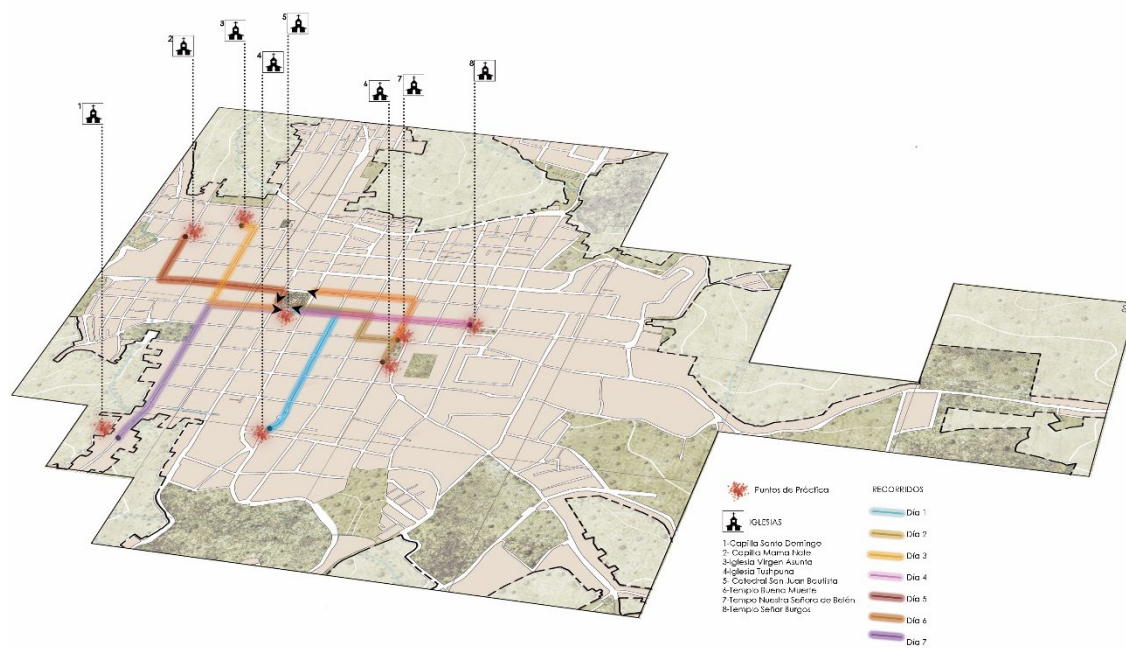 5
3
2
4
7
8
4
1
Puntos de Práctica
RECORRIDOS
IGLESIAS
Día 1
1-Capilla Santo Domingo
2- Capilla Mama Nate
Día 2
3-Iglesia Virgen Asunta
4-Iglesia Tushpuna
Día 3
5- Catedral San Juan Bautista
6-Templo Buena Muerte
7-Tempo Nuestra Señora de Belén
8-Templo Señor Burgos
Día 4
Día 5
Día 6
Día 7